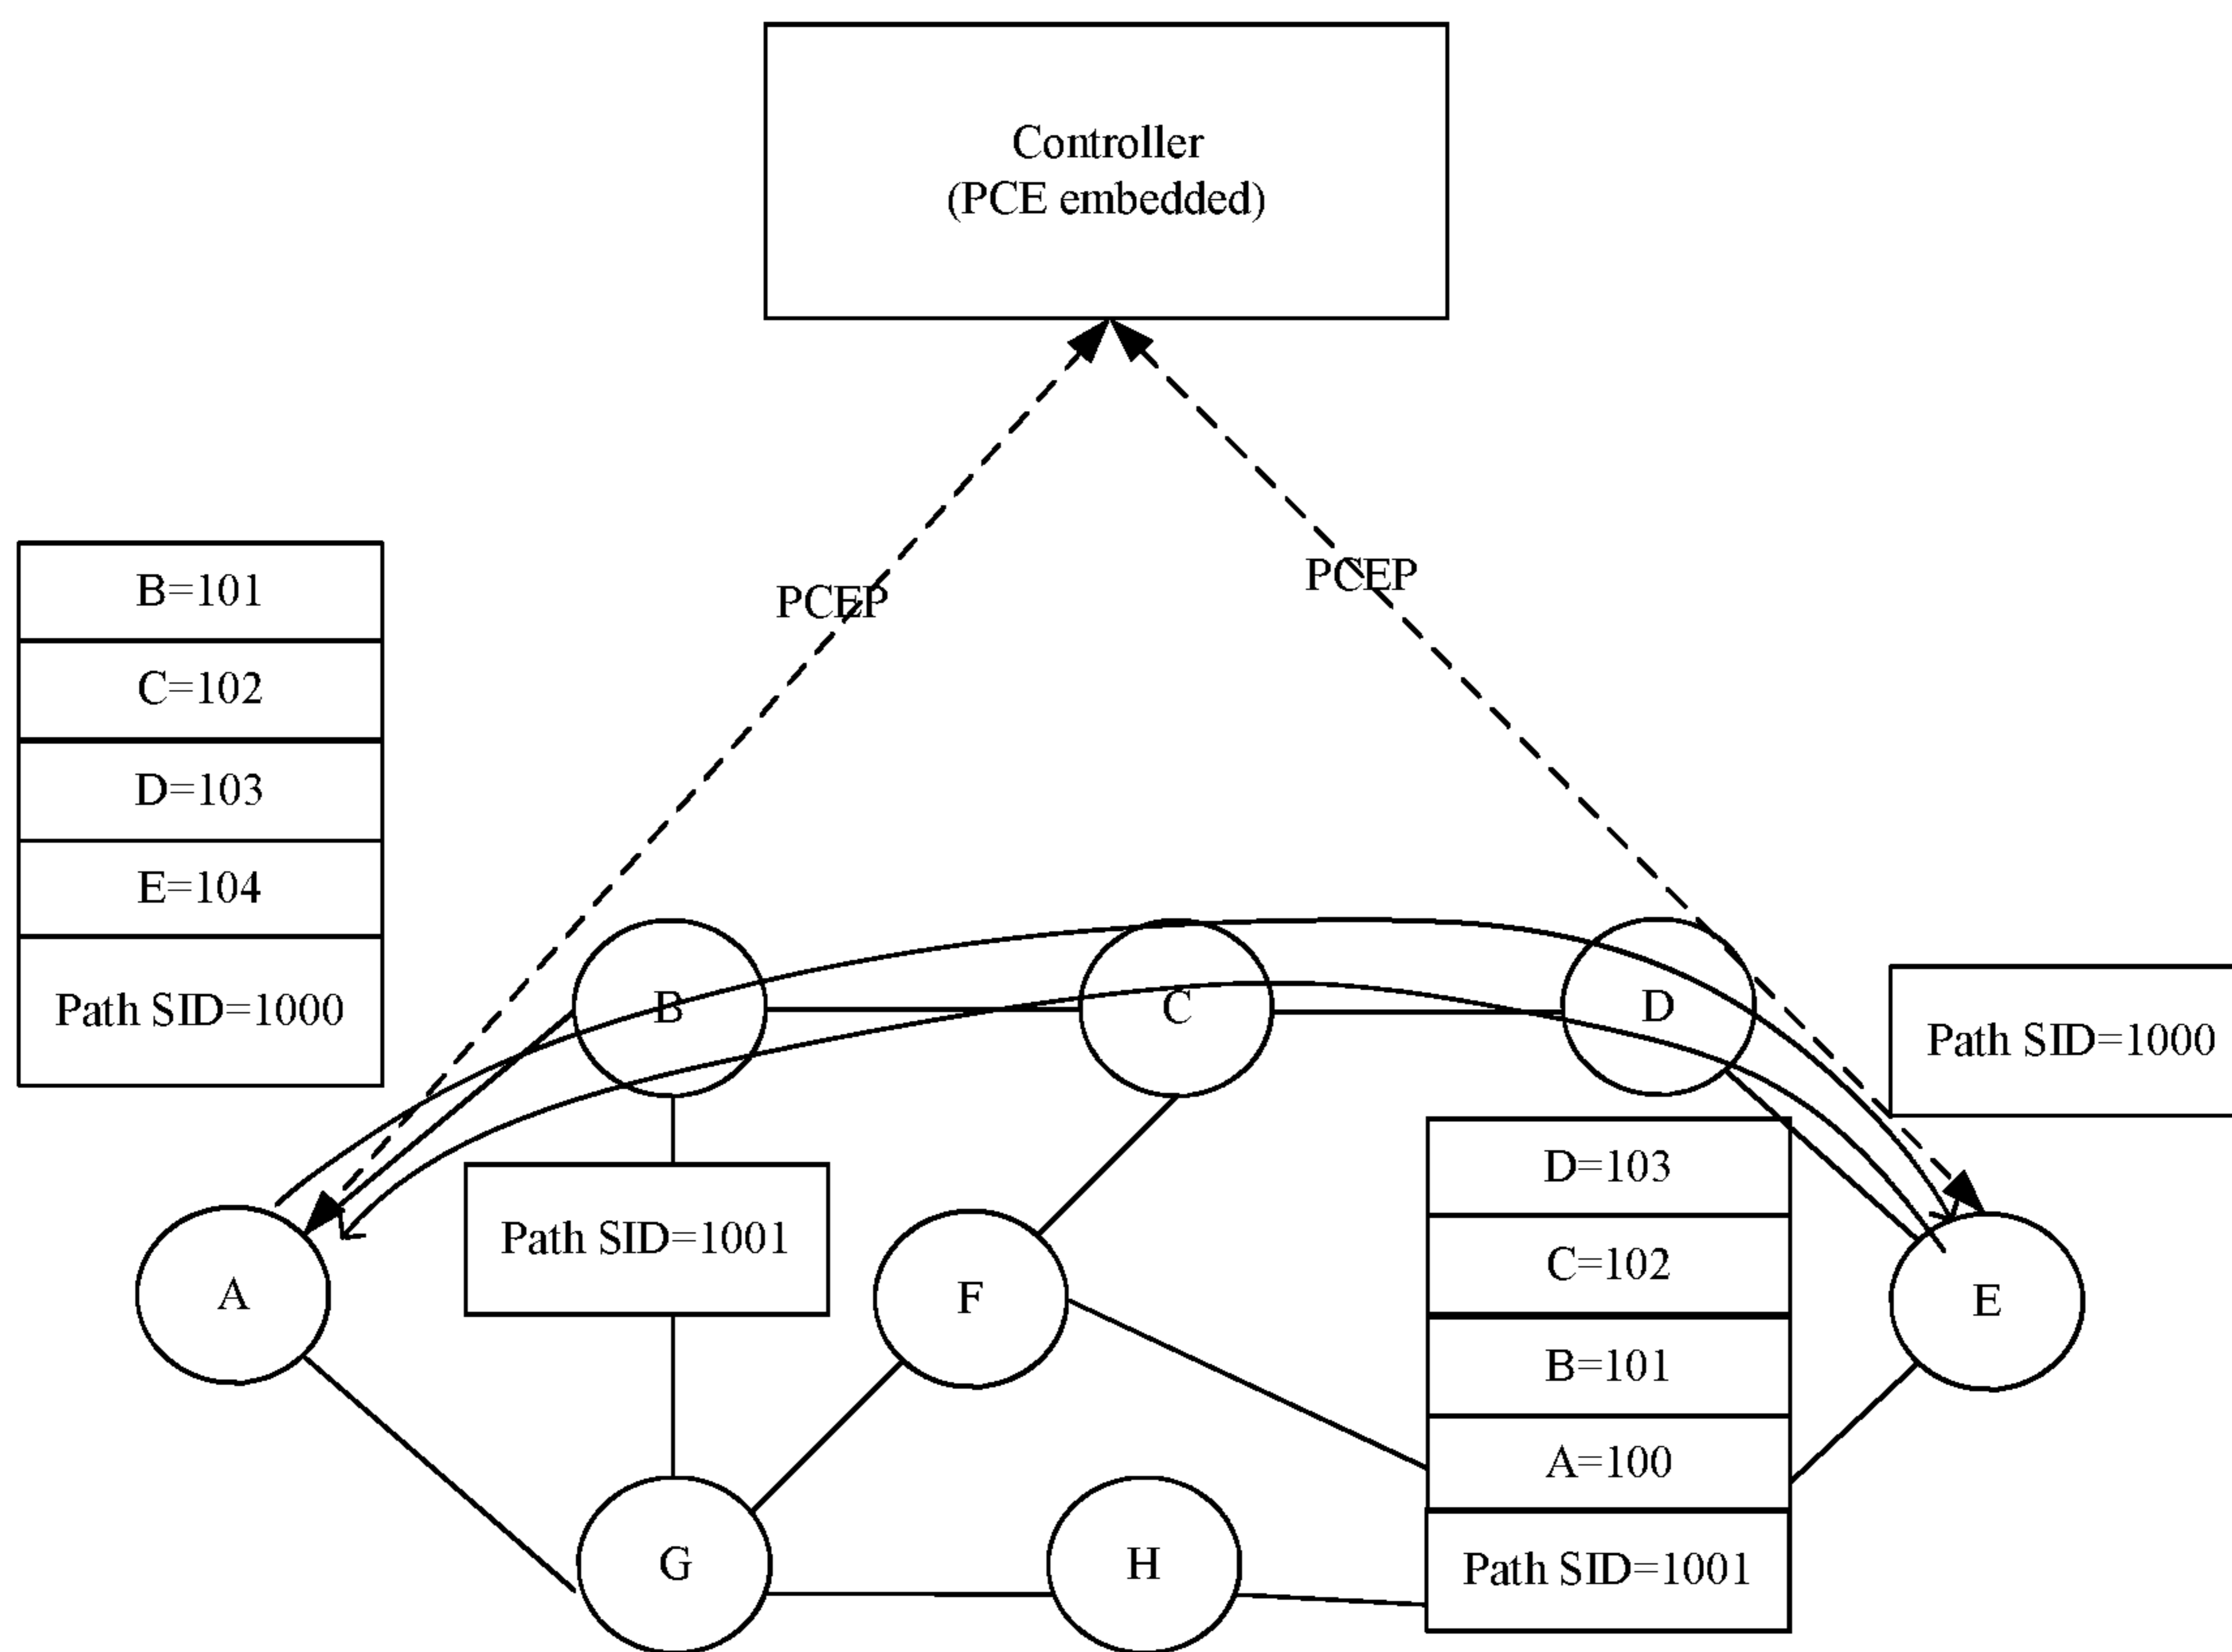 Controller
(PCE embedded)
PCEP
PCEP
B=101
C=102
D=103
E=104
Path SID=1000
B
C
D
Path SID=1000
Path SID=1001
D=103
C=102
B=101
A=100
Path SID=1001
A
F
E
G
H